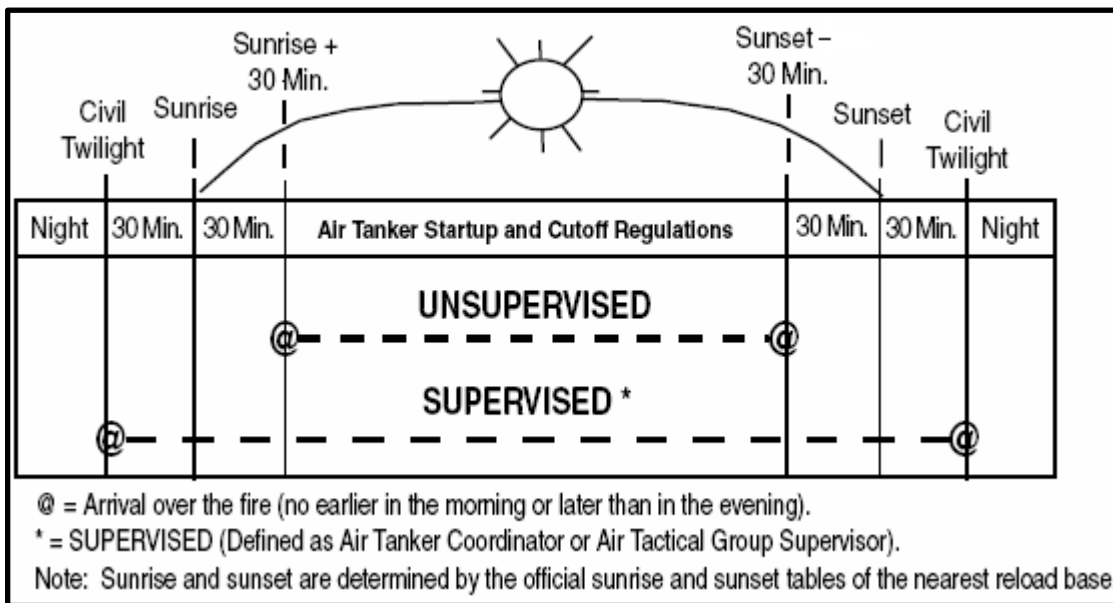 Sunrise +
30 Min.
Sunset –
30 Min.
Civil
Twilight
Sunrise
Sunset
Civil
Twilight
Night
30 Min.
30 Min.
Air Tanker Startup and Cutoff Regulations
30 Min.
30 Min.
Night
UNSUPERVISED
@
@
SUPERVISED *
@
@
@ = Arrival over the fire (no earlier in the morning or later than in the evening).
* = SUPERVISED (Defined as Air Tanker Coordinator or Air Tactical Group Supervisor).
Note: Sunrise and sunset are determined by the official sunrise and sunset tables of the nearest reload base.